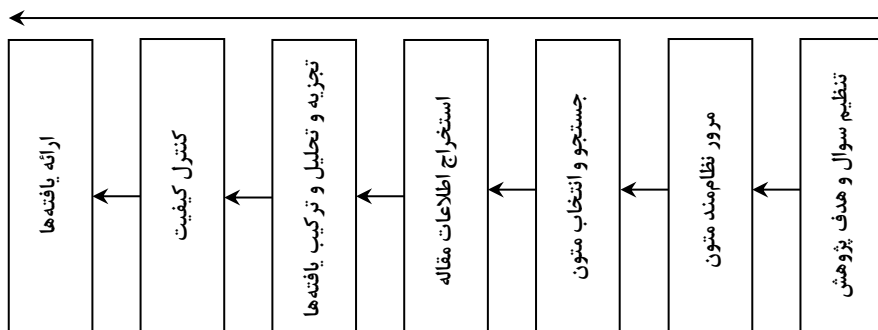 تنظیم سوال و هدف پژوهش
مرور نظام‌مند متون
جستجو و انتخاب متون
استخراج اطلاعات مقاله
تجزیه و تحلیل و ترکیب یافته‌ها
کنترل کیفیت
ارائه یافته‌ها